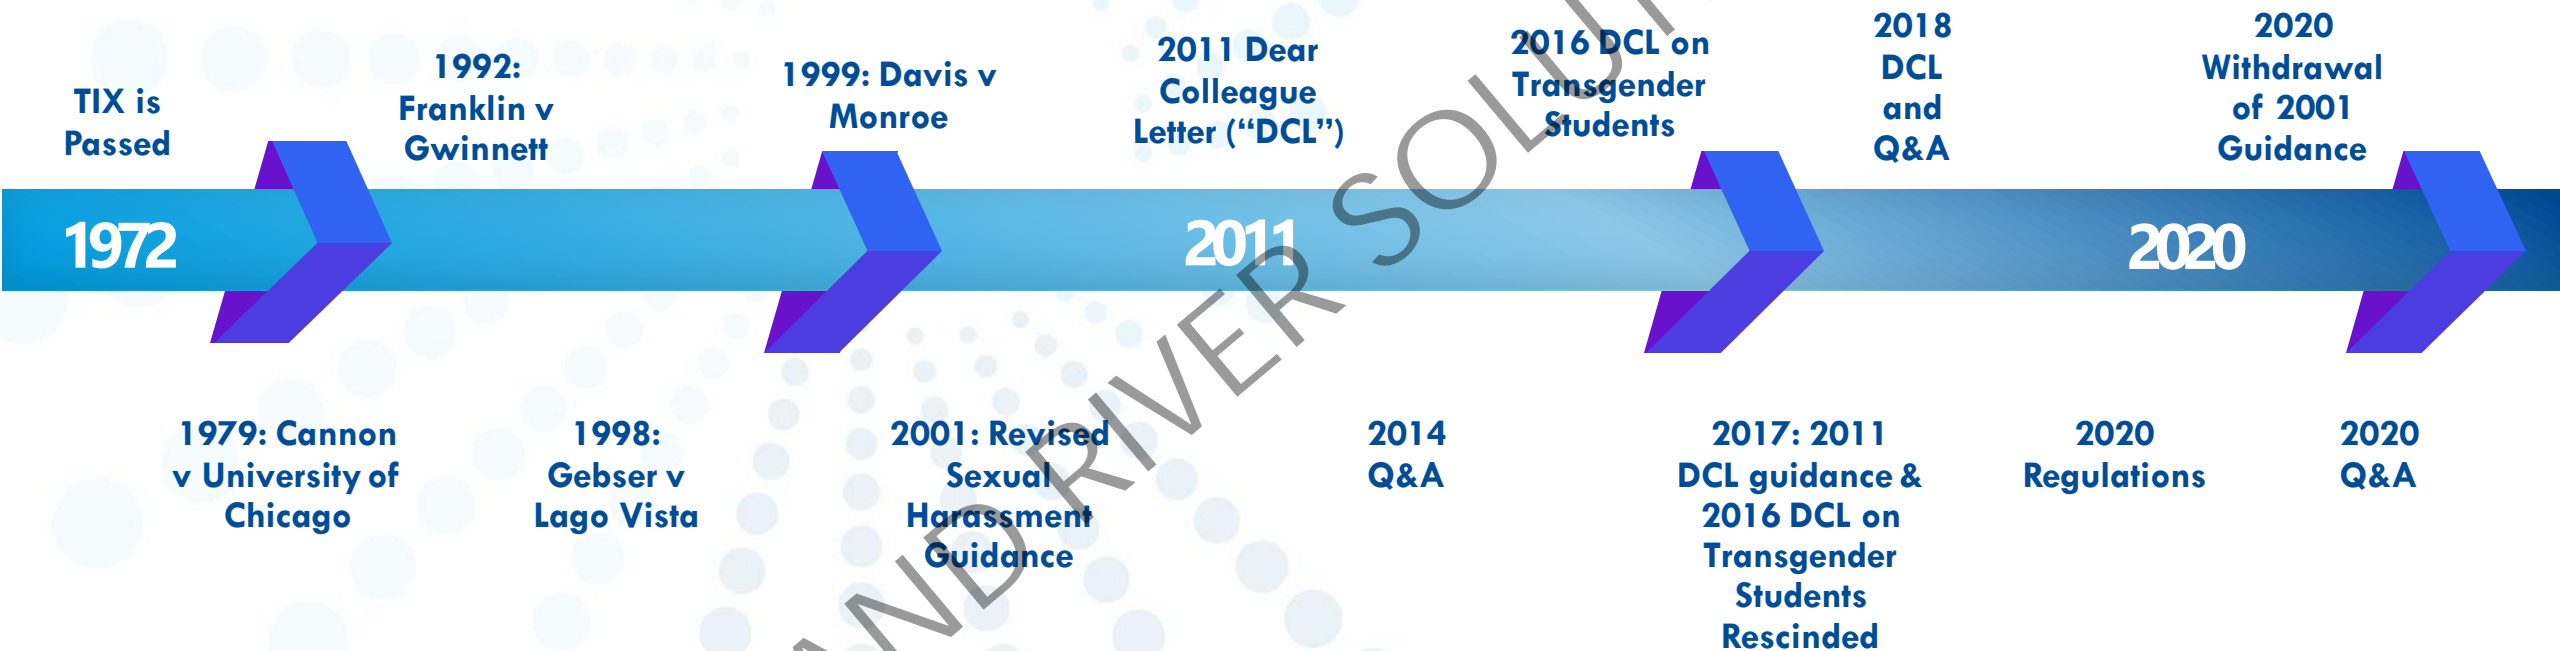 TIX is
Passed
1992:
Franklin v
Gwinnett
1999: Davis v
Monroe
2011 Dear
Colleague
Letter (“DCL”)
2016 DCL on
Transgender
Students
2018
DCL
and
Q&A
2020
Withdrawal
of 2001
Guidance
1972
2011
2020
1979: Cannon
v University of
Chicago
1998:
Gebser v
Lago Vista
2001: Revised
Sexual
Harassment
Guidance
2014
Q&A
2017: 2011
DCL guidance &
2016 DCL on
Transgender
Students
Rescinded
2020
Regulations
2020
Q&A
RIVER